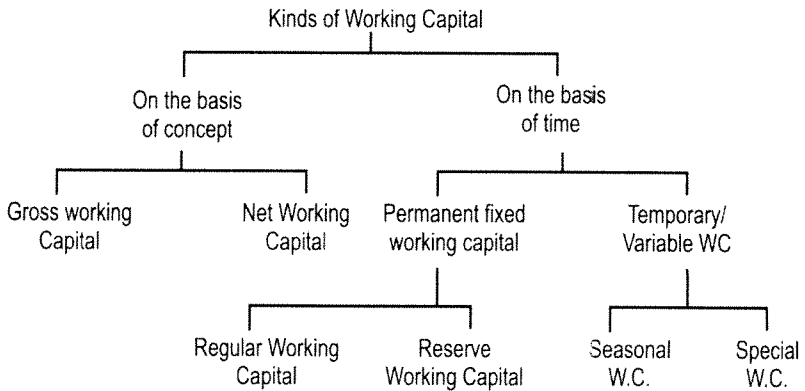 Kinds of Working Capital
On the basis
of concept
On the basis
of time
Gross working
Capital
Net Working
Capital
Permanent fixed
working capital
Temporary/
Variable WC
Regular Working
Capital
Reserve
Working Capital
Seasonal
W.C.
Special
W.C.